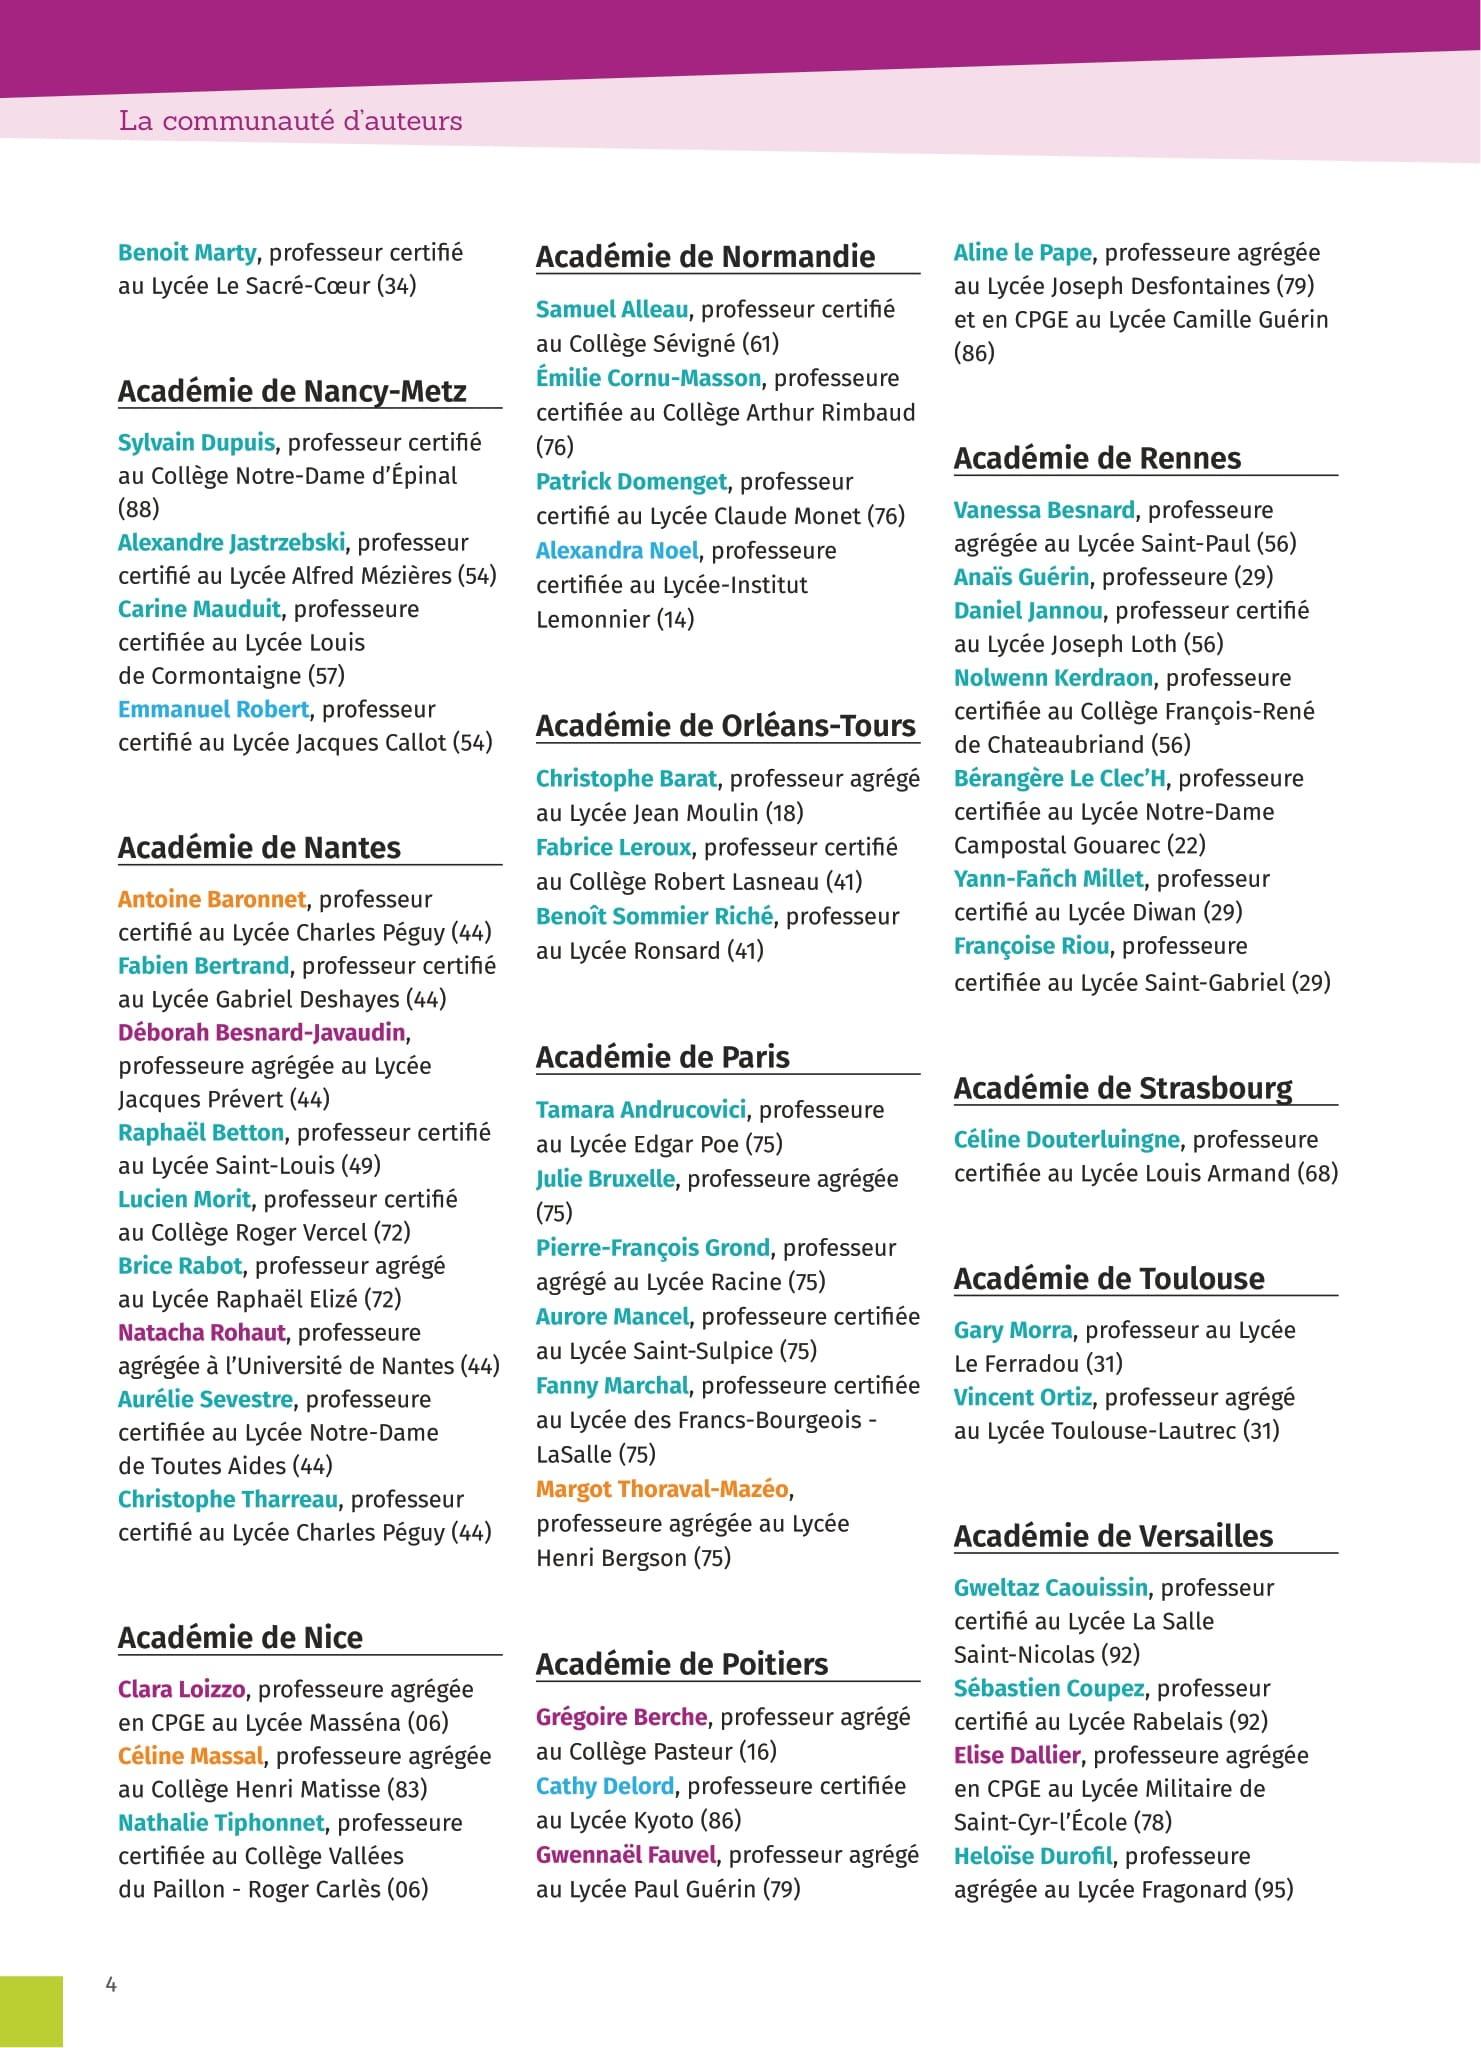 La communauté d'auteurs
Benoit Marty, professeur certifié
au Lycée Le Sacré-Cœur (34)
Académie de Nancy-Metz
Sylvain Dupuis, professeur certifié
au Collège Notre-Dame d'Épinal
(88)
Alexandre Jastrzebski, professeur
certifié au Lycée Alfred Mézières (54)
Carine Mauduit, professeure
certifiée au Lycée Louis
de Cormontaigne (57)
Emmanuel Robert, professeur
certifié au Lycée Jacques Callot (54)
Académie de Nantes
Antoine Baronnet, professeur
certifié au Lycée Charles Péguy (44)
Fabien Bertrand, professeur certifié
au Lycée Gabriel Deshayes (44)
Déborah Besnard-Javaudin,
professeure agrégée au Lycée
Jacques Prévert (44)
Raphaël Betton, professeur certifié
au Lycée Saint-Louis (49)
Lucien Morit, professeur certifié
au Collège Roger Vercel (72)
Brice Rabot, professeur agrégé
au Lycée Raphaël Elizé (72)
Natacha Rohaut, professeure
agrégée à l'Université de Nantes (44)
Aurélie Sevestre, professeure
certifiée au Lycée Notre-Dame
de Toutes Aides (44)
Christophe Tharreau, professeur
certifié au Lycée Charles Péguy (44)
Académie de Nice
Clara Loizzo, professeure agrégée
en CPGE au Lycée Masséna (06)
Céline Massal, professeure agrégée
au Collège Henri Matisse (83)
Nathalie Tiphonnet, professeure
certifiée au Collège Vallées
du Paillon - Roger Carlès (06)
Académie de Normandie
Samuel Alleau, professeur certifié
au Collège Sévigné (61)
Émilie Cornu-Masson, professeure
certifiée au Collège Arthur Rimbaud
(76)
Patrick Domenget, professeur
certifié au Lycée Claude Monet (76)
Alexandra Noel, professeure
certifiée au Lycée-Institut
Lemonnier (14)
Académie de Orléans-Tours
Christophe Barat, professeur agrégé
au Lycée Jean Moulin (18)
Fabrice Leroux, professeur certifié
au Collège Robert Lasneau (41)
Benoît Sommier Riché, professeur
au Lycée Ronsard (41)
Académie de Paris
Tamara Andrucovici, professeure
au Lycée Edgar Poe (75)
Julie Bruxelle, professeure agrégée
(75)
Pierre-François Grond, professeur
agrégé au Lycée Racine (75)
Aurore Mancel, professeure certifiée
au Lycée Saint-Sulpice (75)
Fanny Marchal, professeure certifiée
au Lycée des Francs-Bourgeois -
LaSalle (75)
Margot Thoraval-Mazéo,
professeure agrégée au Lycée
Henri Bergson (75)
Académie de Poitiers
Grégoire Berche, professeur agrégé
au Collège Pasteur (16)
Cathy Delord, professeure certifiée
au Lycée Kyoto (86)
Gwennaël Fauvel, professeur agrégé
au Lycée Paul Guérin (79)
Aline le Pape, professeure agrégée
au Lycée Joseph Desfontaines (79)
et en CPGE au Lycée Camille Guérin
(86)
Académie de Rennes
Vanessa Besnard, professeure
agrégée au Lycée Saint-Paul (56)
Anaïs Guérin, professeure (29)
Daniel Jannou, professeur certifié
au Lycée Joseph Loth (56)
Nolwenn Kerdraon, professeure
certifiée au Collège François-René
de Chateaubriand (56)
Bérangère Le Clec'H, professeure
certifiée au Lycée Notre-Dame
Campostal Gouarec (22)
Yann-Fañch Millet, professeur
certifié au Lycée Diwan (29)
Françoise Riou, professeure
certifiée au Lycée Saint-Gabriel (29)
Académie de Strasbourg
Céline Douterluingne, professeure
certifiée au Lycée Louis Armand (68)
Académie de Toulouse
Gary Morra, professeur au Lycée
Le Ferradou (31)
Vincent Ortiz, professeur agrégé
au Lycée Toulouse-Lautrec (31)
Académie de Versailles
Gweltaz Caouissin, professeur
certifié au Lycée La Salle
Saint-Nicolas (92)
Sébastien Coupez, professeur
certifié au Lycée Rabelais (92)
Elise Dallier, professeure agrégée
en CPGE au Lycée Militaire de
Saint-Cyr-l'École (78)
Heloïse Durofil, professeure
agrégée au Lycée Fragonard (95)
4